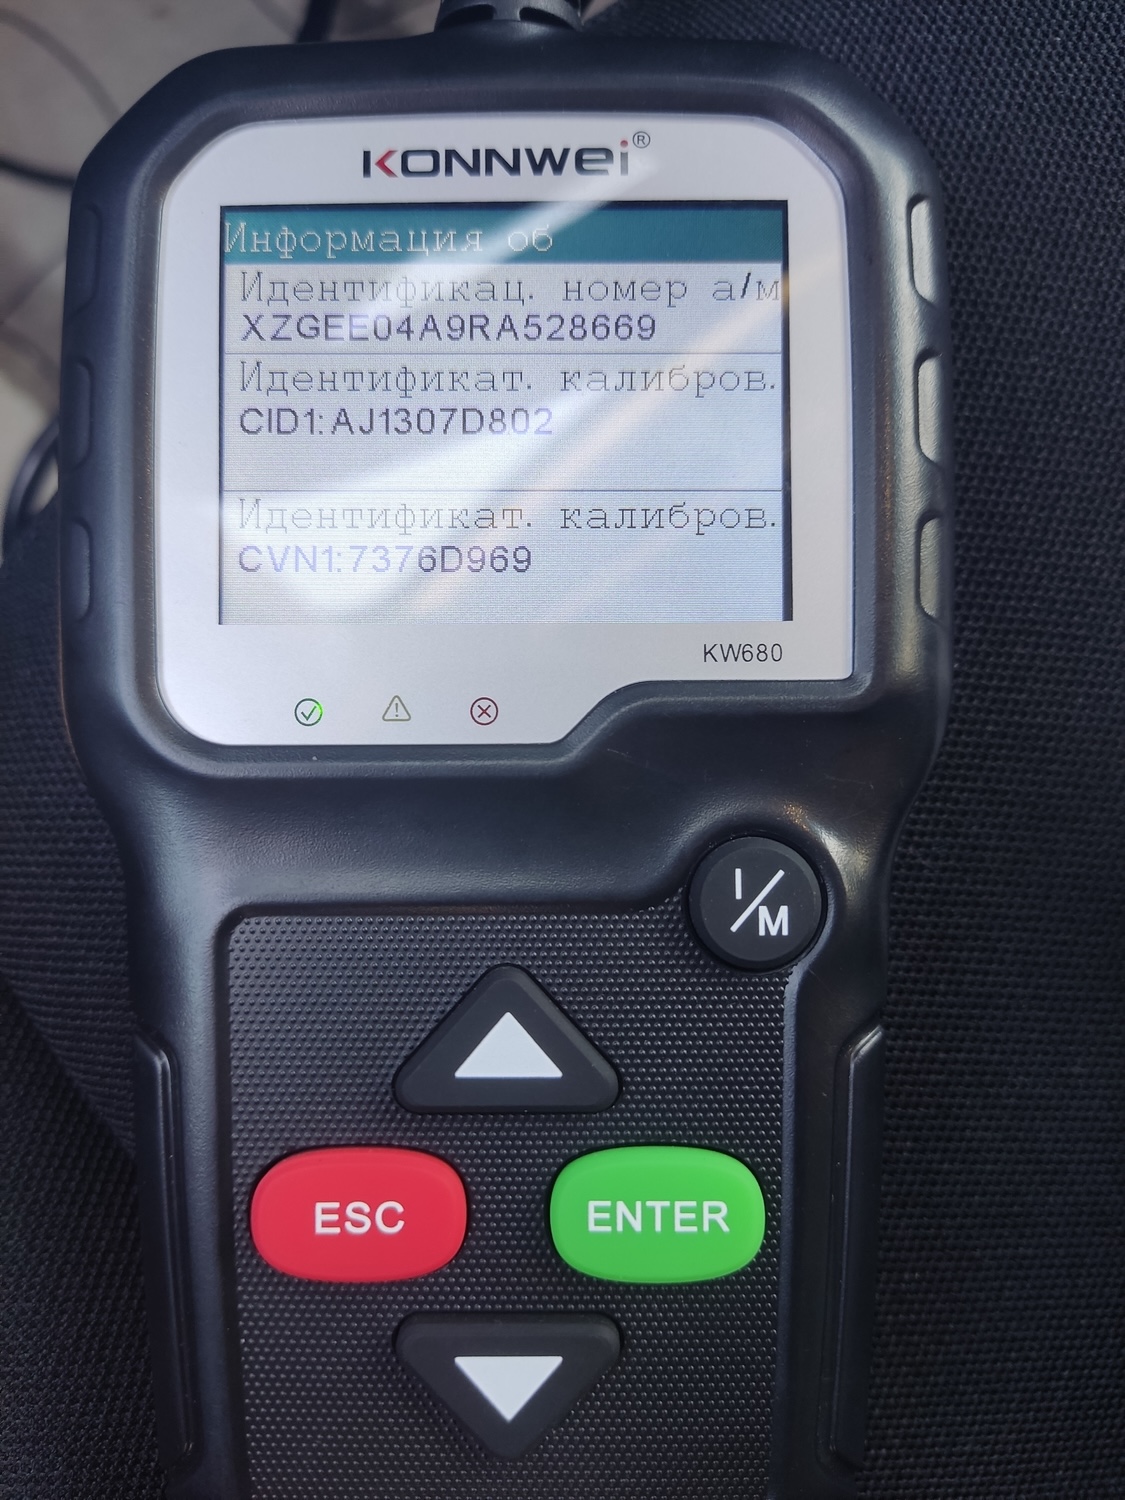 KONNWEi®
Информация об
Идентификац. номер а/м
XZGEE04A9RA528669
Идентификат. калибров.
CID1:AJ1307D802
Идентификат. калибров.
CVN1:7376D969
KW680
I/M
ESC
ENTER